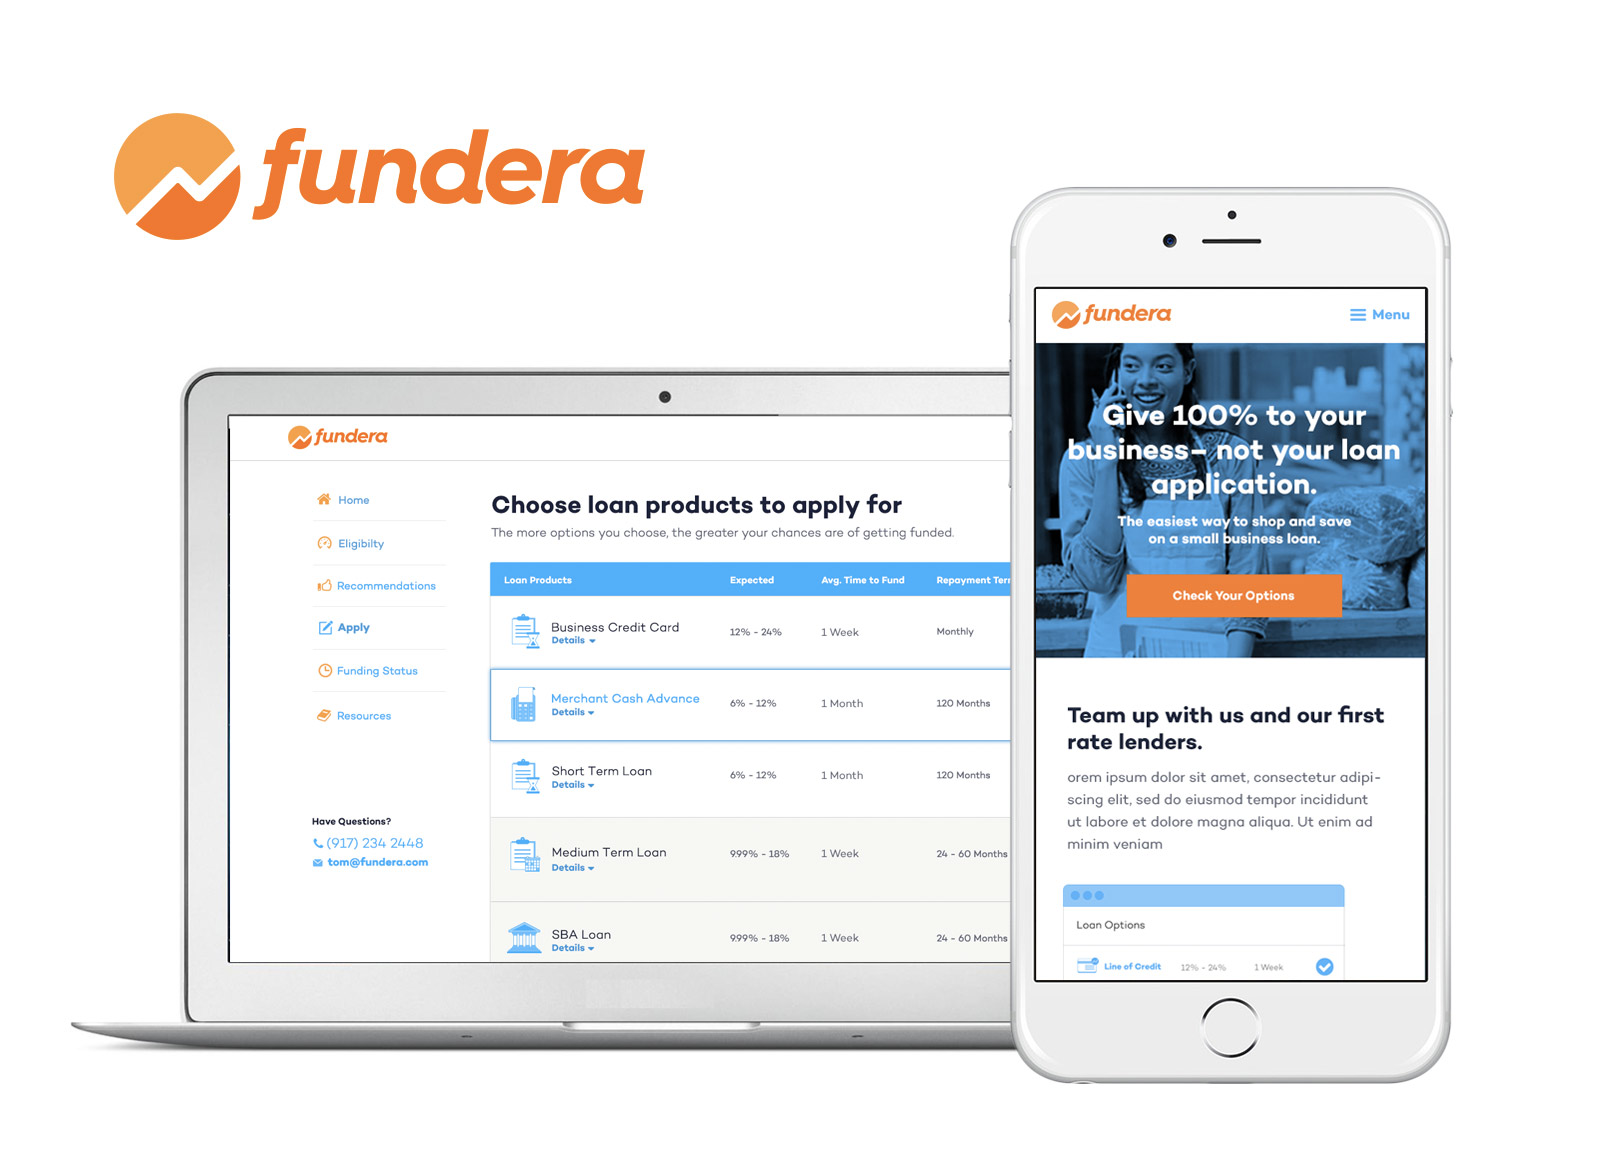 fundera
fundera
Home
Eligibilty
Recommendations
Apply
Funding Status
Resources
Have Questions?
(917) 234 2448
tom@fundera.com
Choose loan products to apply for
The more options you choose, the greater your chances are of getting funded.
Loan Products Expected Avg. Time to Fund Repayment Ter
Business Credit Card 12% - 24% 1 Week Monthly
Details
Merchant Cash Advance 6% - 12% 1 Month 120 Months
Details
Short Term Loan 6% - 12% 1 Month 120 Months
Details
Medium Term Loan 9.99% - 18% 1 Week 24 - 60 Months
Details
SBA Loan 9.99% - 18% 1 Week 24 - 60 Months
Details
fundera Menu
Give 100% to your
business– not your loan
application.
The easiest way to shop and save
on a small business loan.
Check Your Options
Team up with us and our first
rate lenders.
orem ipsum dolor sit amet, consectetur adipi-
scing elit, sed do eiusmod tempor incididunt
ut labore et dolore magna aliqua. Ut enim ad
minim veniam
Loan Options
Line of Credit 12% - 24% 1 Week